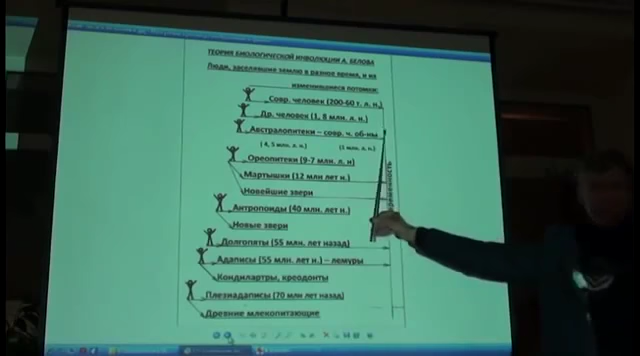 ТЕОРИЯ БИОЛОГИЧЕСКОЙ ИНВОЛЮЦИИ А. БЕЛОВА
Люди, заселявшие землю в разное время, и их
изменившиеся потомки:
Совр. человек (200-60 т. л. н.)
Др. человек (1, 8 млн. л. н.)
Австралопитеки – совр. ч. об-ны
( 4, 5 млн. л. н.) (1 млн. л. н.)
Ореопитеки (9-7 млн. л. н)
Мартышки (12 млн лет н.)
Новейшие звери
Антропоиды (40 млн. лет н.)
Новые звери
Долгопяты (55 млн. лет назад)
Адаписы (55 млн. лет н.) – лемуры
Кондилартры, креодонты
Плезиадаписы (70 млн лет назад)
Древние млекопитающие